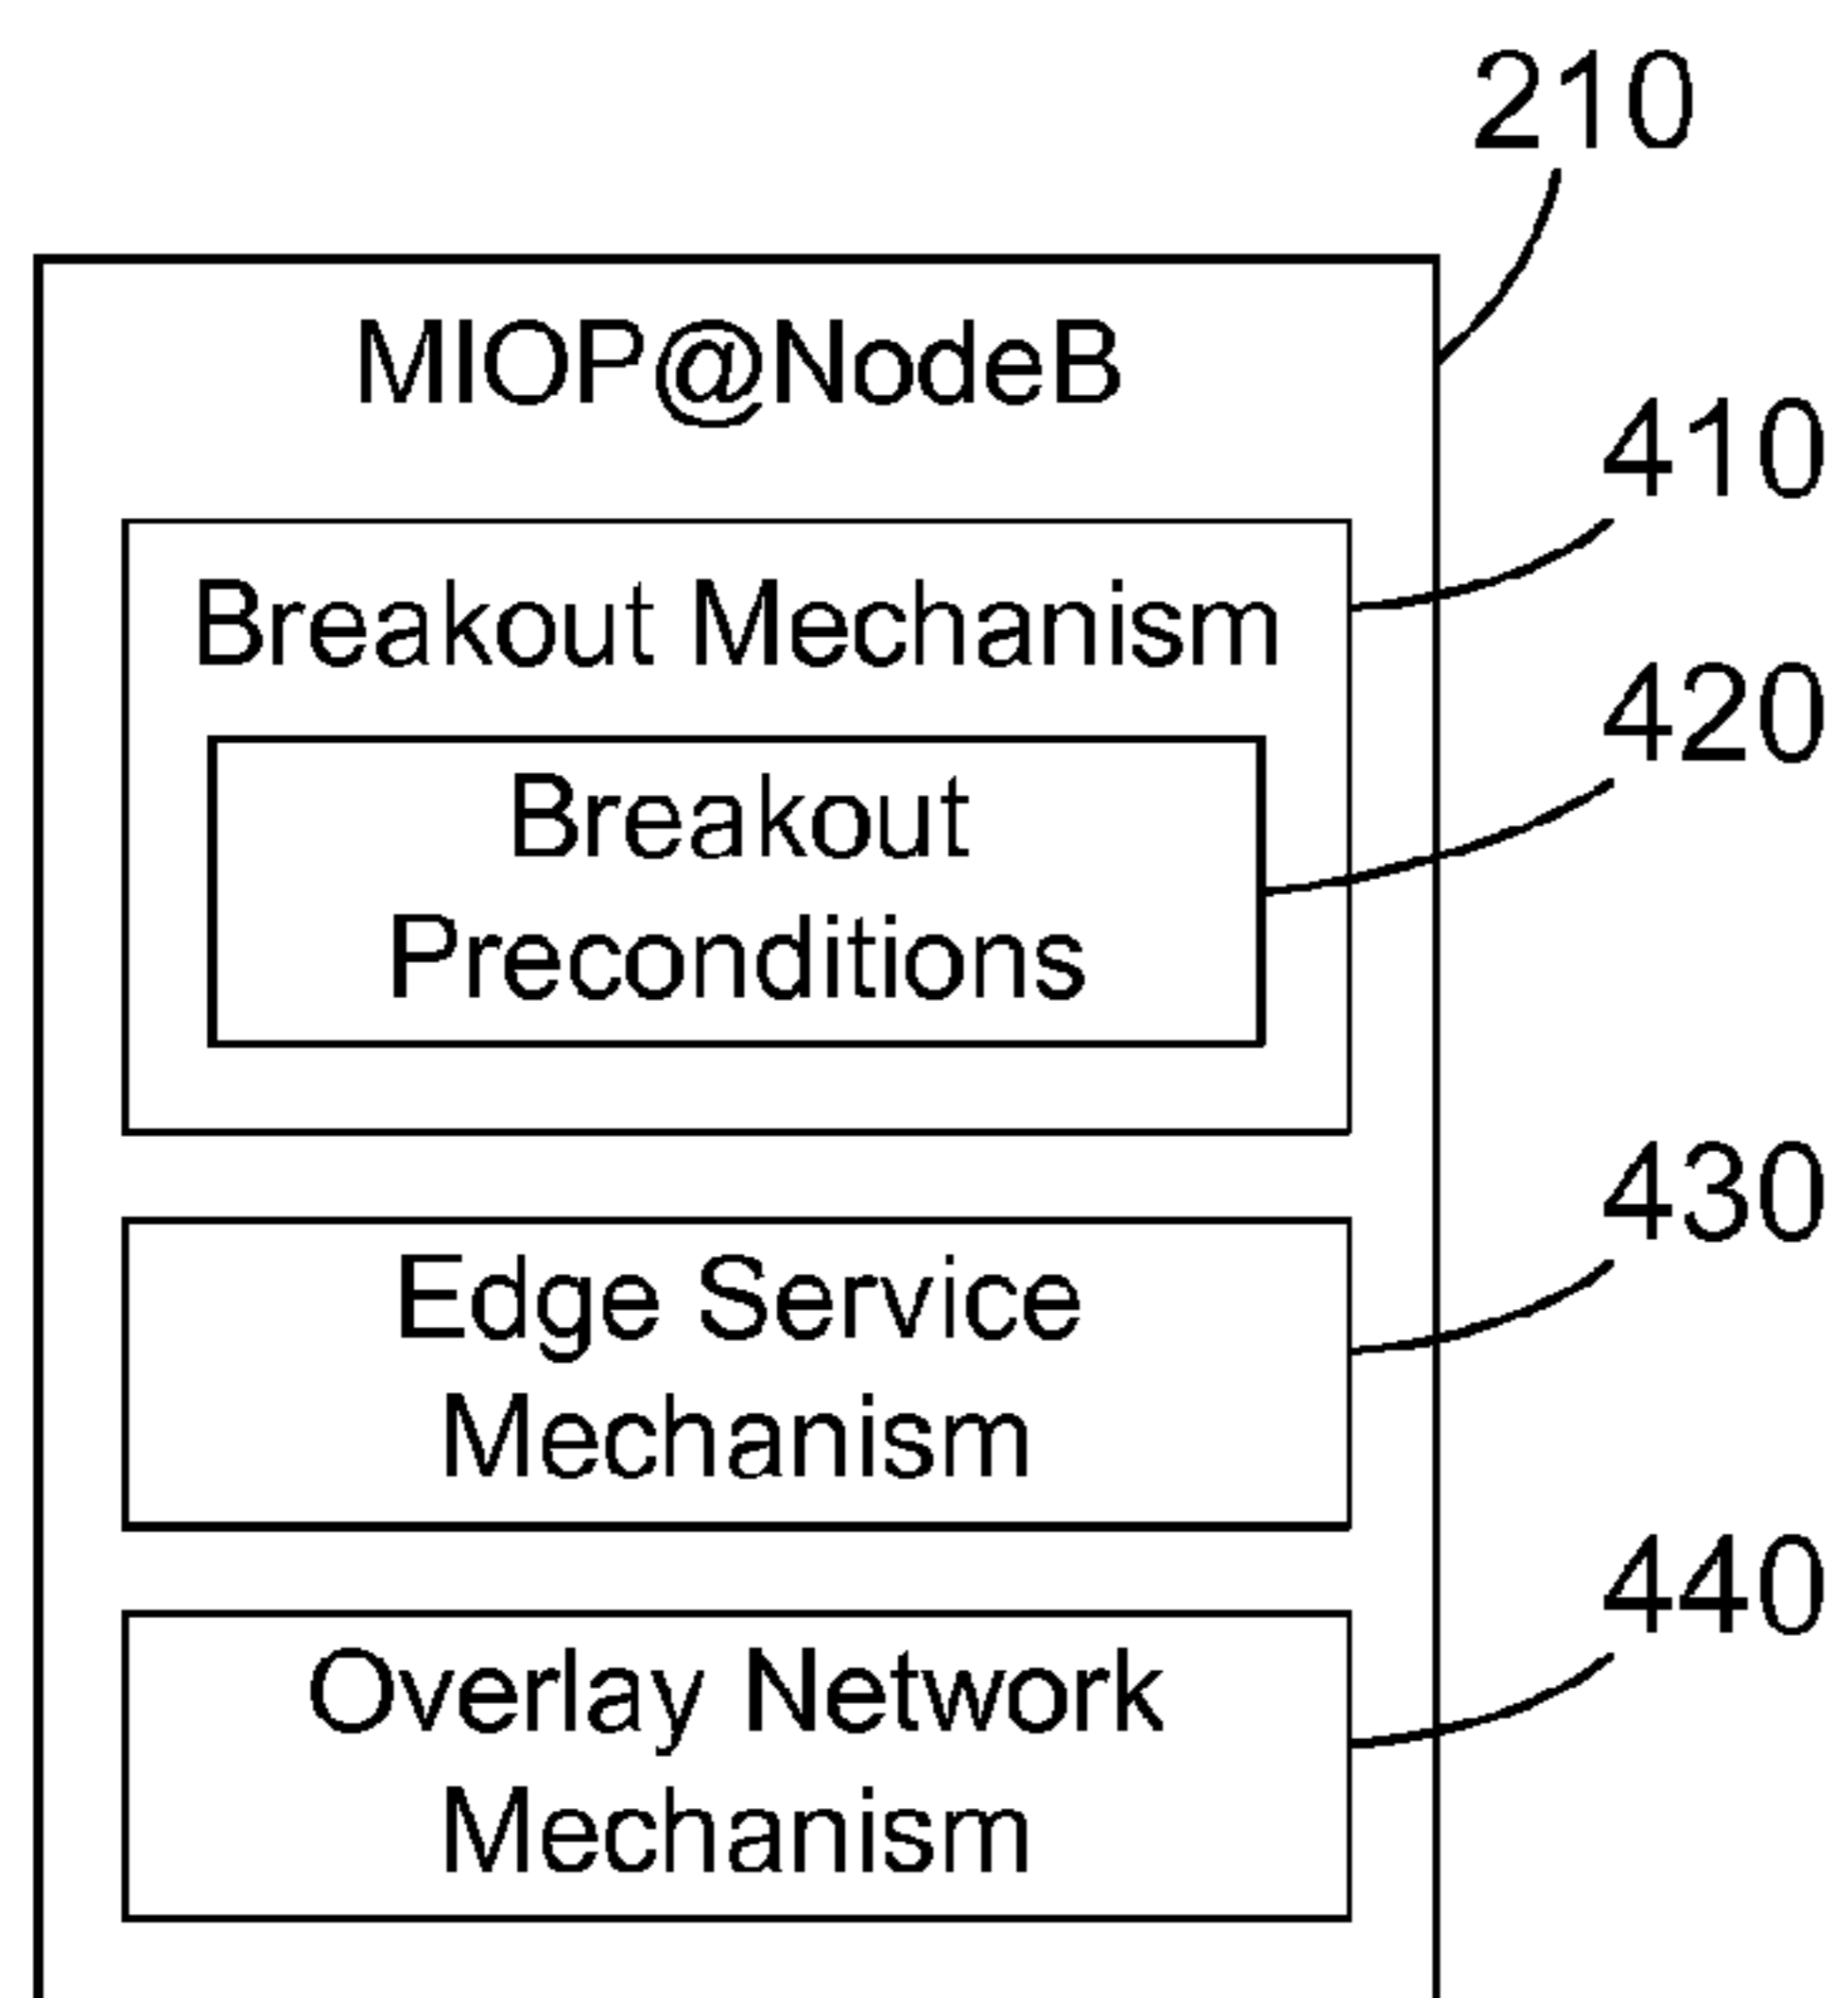 210
MIOP@NodeB
410
Breakout Mechanism
420
Breakout
Preconditions
430
Edge Service
Mechanism
440
Overlay Network
Mechanism